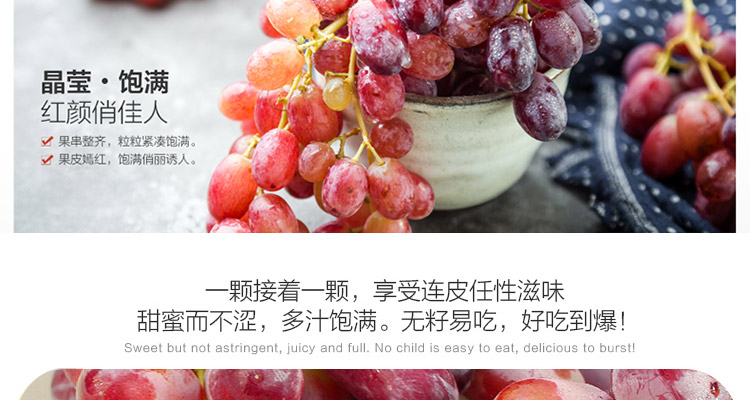 晶莹·饱满
红颜俏佳人
果串整齐，粒粒紧凑饱满。
果皮嫣红，饱满俏丽诱人。
一颗接着一颗，享受连皮任性滋味
甜蜜而不涩，多汁饱满。无籽易吃，好吃到爆！
Sweet but not astringent, juicy and full. No child is easy to eat, delicious to burst!